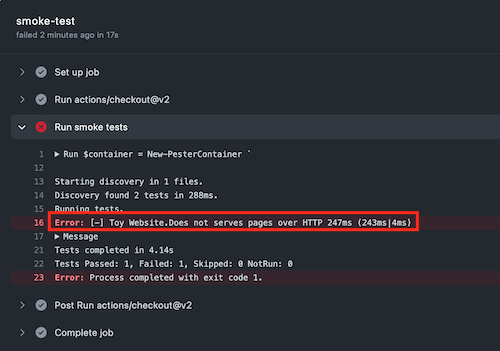 smoke-test
failed 2 minutes ago in 17s
Set up job
Run actions/checkout@v2
Run smoke tests
1 ▶ Run $container = New-PesterContainer `
12
13 Starting discovery in 1 files.
14 Discovery found 2 tests in 288ms.
15 Running tests.
16 Error: [-] Toy Website.Does not serves pages over HTTP 247ms (243ms|4ms)
17 ▶ Message
21 Tests completed in 4.14s
22 Tests Passed: 1, Failed: 1, Skipped: 0 NotRun: 0
23 Error: Process completed with exit code 1.
Post Run actions/checkout@v2
Complete job